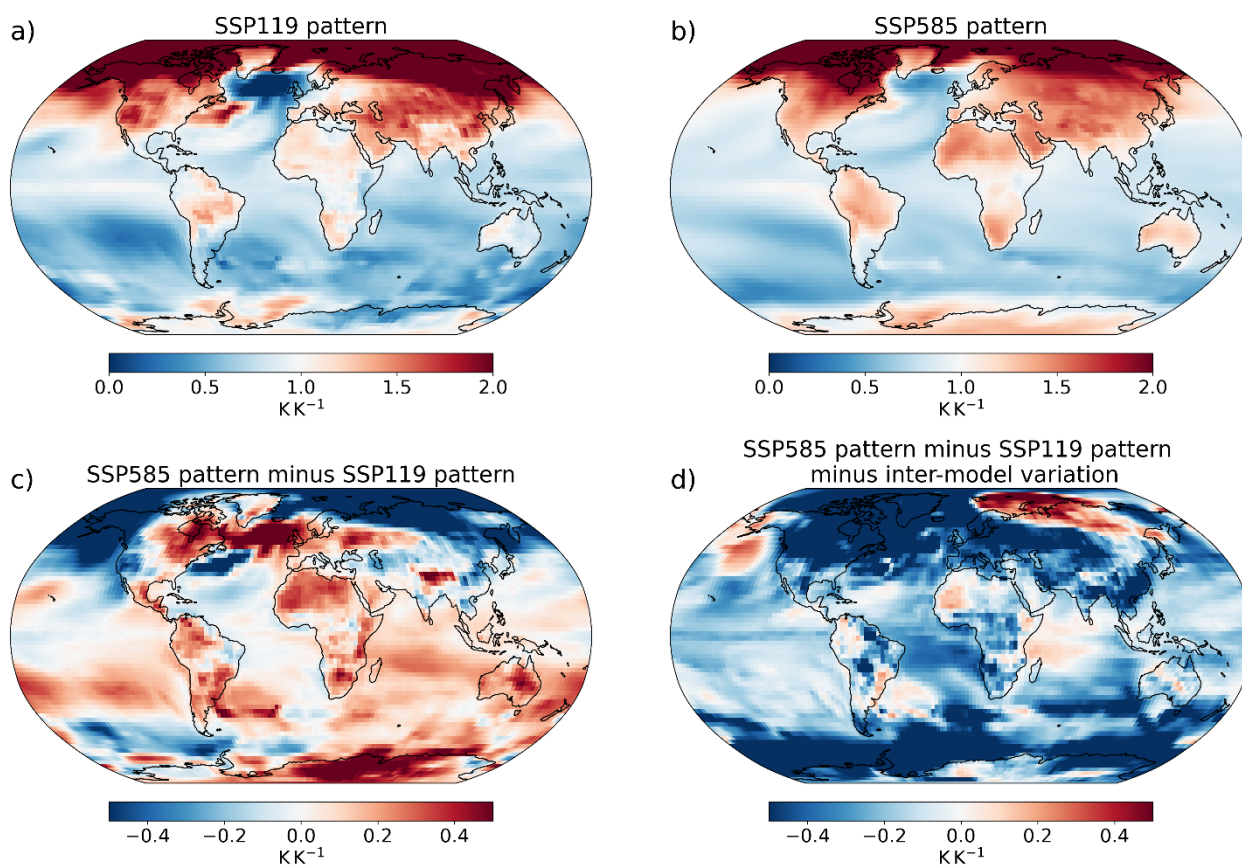 a)
SSP119 pattern
0.0 0.5 1.0 1.5 2.0
K K⁻¹
b)
SSP585 pattern
0.0 0.5 1.0 1.5 2.0
K K⁻¹
c)
SSP585 pattern minus SSP119 pattern
−0.4 −0.2 0.0 0.2 0.4
K K⁻¹
d)
SSP585 pattern minus SSP119 pattern
minus inter-model variation
−0.4 −0.2 0.0 0.2 0.4
K K⁻¹